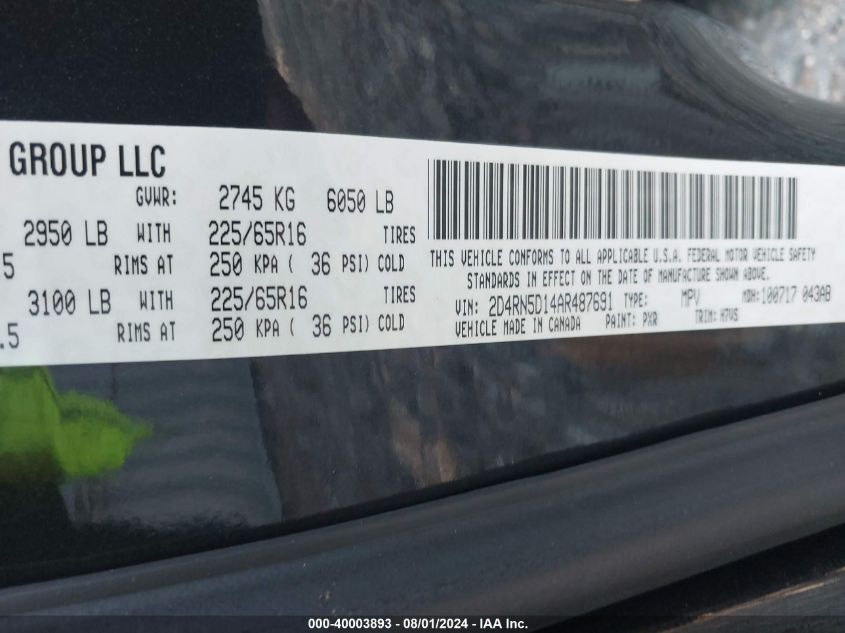 GROUP LLC
GVWR: 2745 KG 6050 LB
2950 LB WITH 225/65R16 TIRES
5 RIMS AT 250 KPA ( 36 PSI) COLD
3100 LB WITH 225/65R16 TIRES
.5 RIMS AT 250 KPA ( 36 PSI) COLD
THIS VEHICLE CONFORMS TO ALL APPLICABLE U.S.A. FEDERAL MOTOR VEHICLE SAFETY
STANDARDS IN EFFECT ON THE DATE OF MANUFACTURE SHOWN ABOVE.
VIN: 2D4RN5D14AR487691 TYPE: MPV MDH:100717 043AB
VEHICLE MADE IN CANADA PAINT: PXR TRIM: H7VS
000-40003893 - 08/01/2024 - IAA Inc.